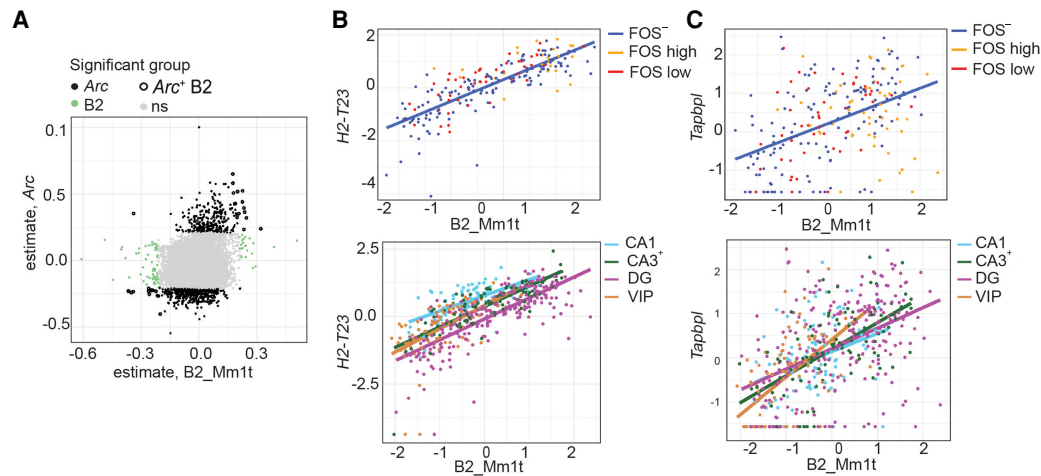 A
Significant group
Arc
Arc+ B2
B2
ns
0.1
0.5
0.0
-0.5
estimate, Arc
-0.6
-0.3
0.0
0.3
estimate, B2_Mm1t
B
2
0
-2
-4
H2-T23
-2
-1
0
1
2
B2_Mm1t
FOS−
FOS high
FOS low
2.5
0.0
-2.5
H2-T23
-2
-1
0
1
2
B2_Mm1t
CA1
CA3+
DG
VIP
C
2
1
0
-1
Tapbpl
-2
-1
0
1
2
B2_Mm1t
FOS−
FOS high
FOS low
2
1
0
-1
Tapbpl
-2
-1
0
1
2
B2_Mm1t
CA1
CA3+
DG
VIP